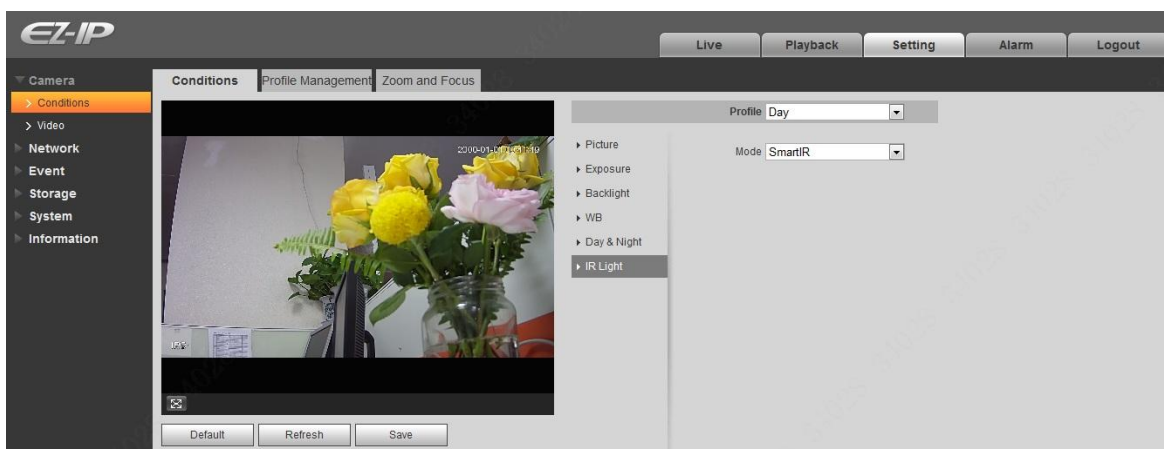 EZ-IP
Live
Playback
Setting
Alarm
Logout
Camera
Conditions
Video
Network
Event
Storage
System
Information
Conditions
Profile Management
Zoom and Focus
IPC
Default
Refresh
Save
Profile Day
Picture
Exposure
Backlight
WB
Day & Night
IR Light
Mode SmartIR